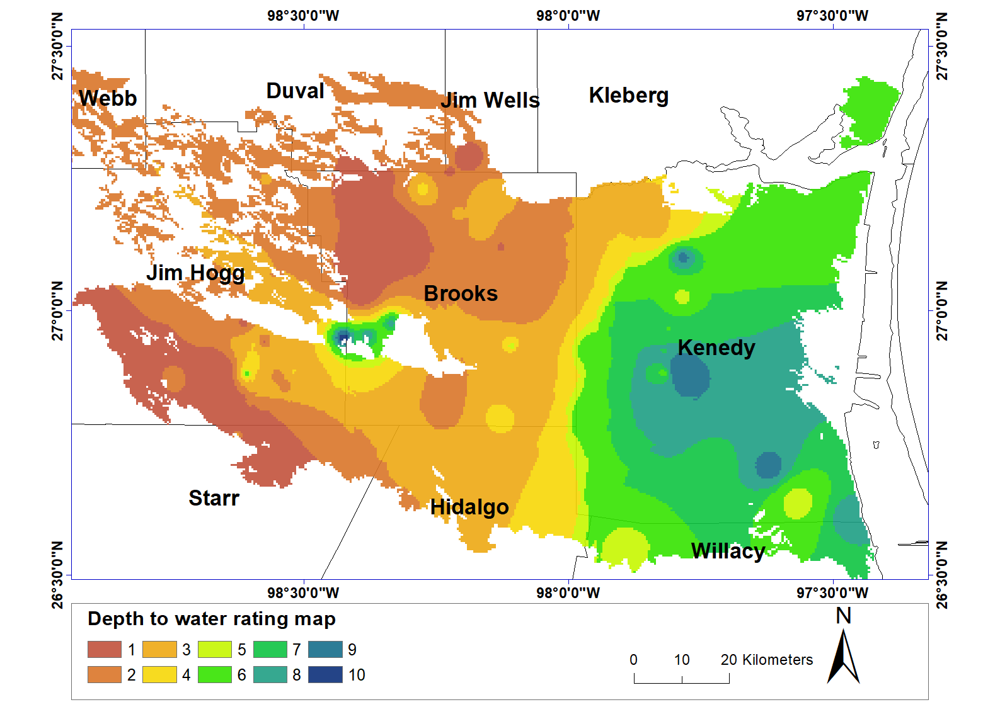 98°30'0"W 98°0'0"W 97°30'0"W
27°30'0"N
27°30'0"N
Webb
Duval
Jim Wells
Kleberg
Jim Hogg
Brooks
27°0'0"N
27°0'0"N
Kenedy
Starr
Hidalgo
Willacy
26°30'0"N
26°30'0"N
98°30'0"W 98°0'0"W 97°30'0"W
Depth to water rating map
1 3 5 7 9
2 4 6 8 10
0 10 20 Kilometers
N